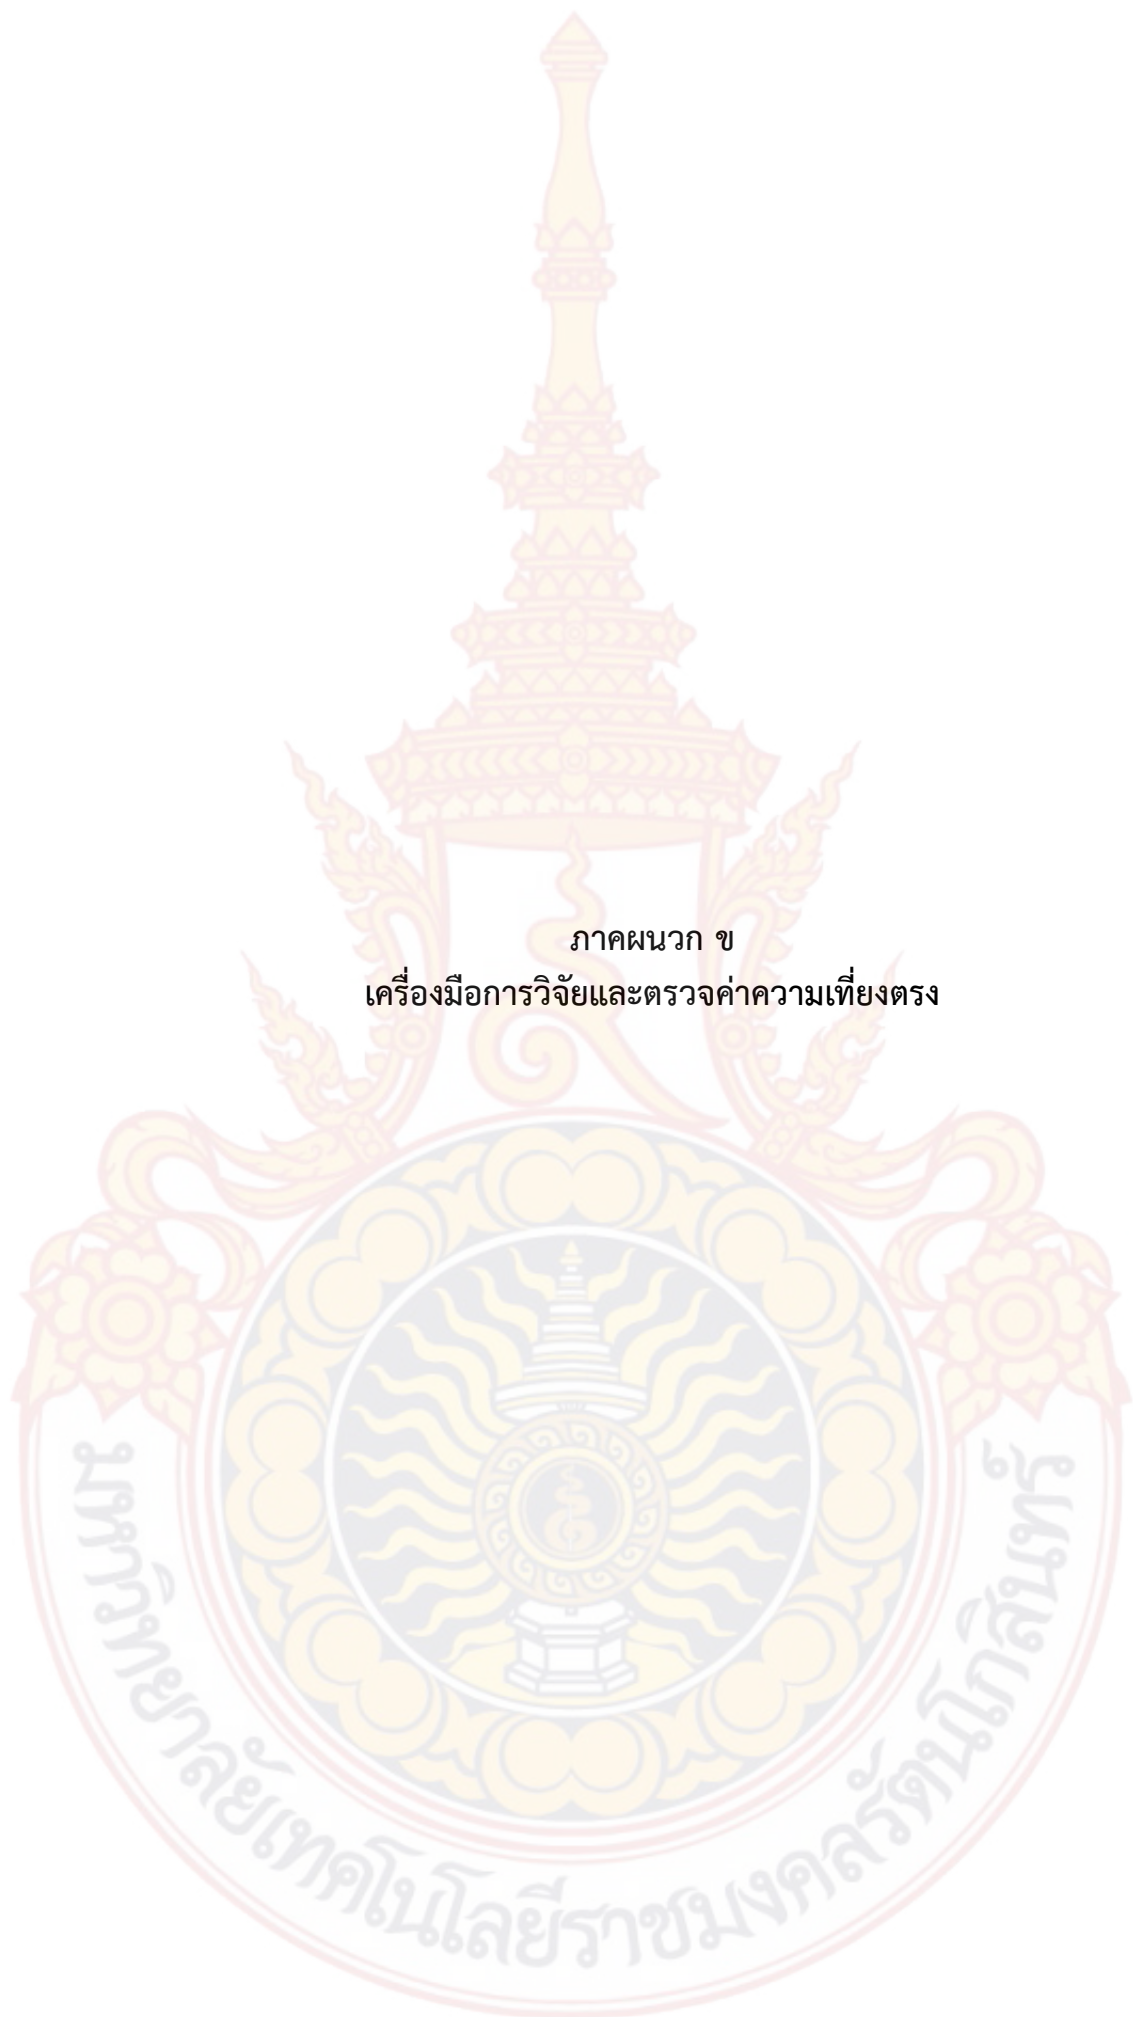 ภาคผนวก ข
เครื่องมือการวิจัยและตรวจค่าความเที่ยงตรง
มหาวิทยาลัยเทคโนโลยีราชมงคลรัตนโกสินทร์